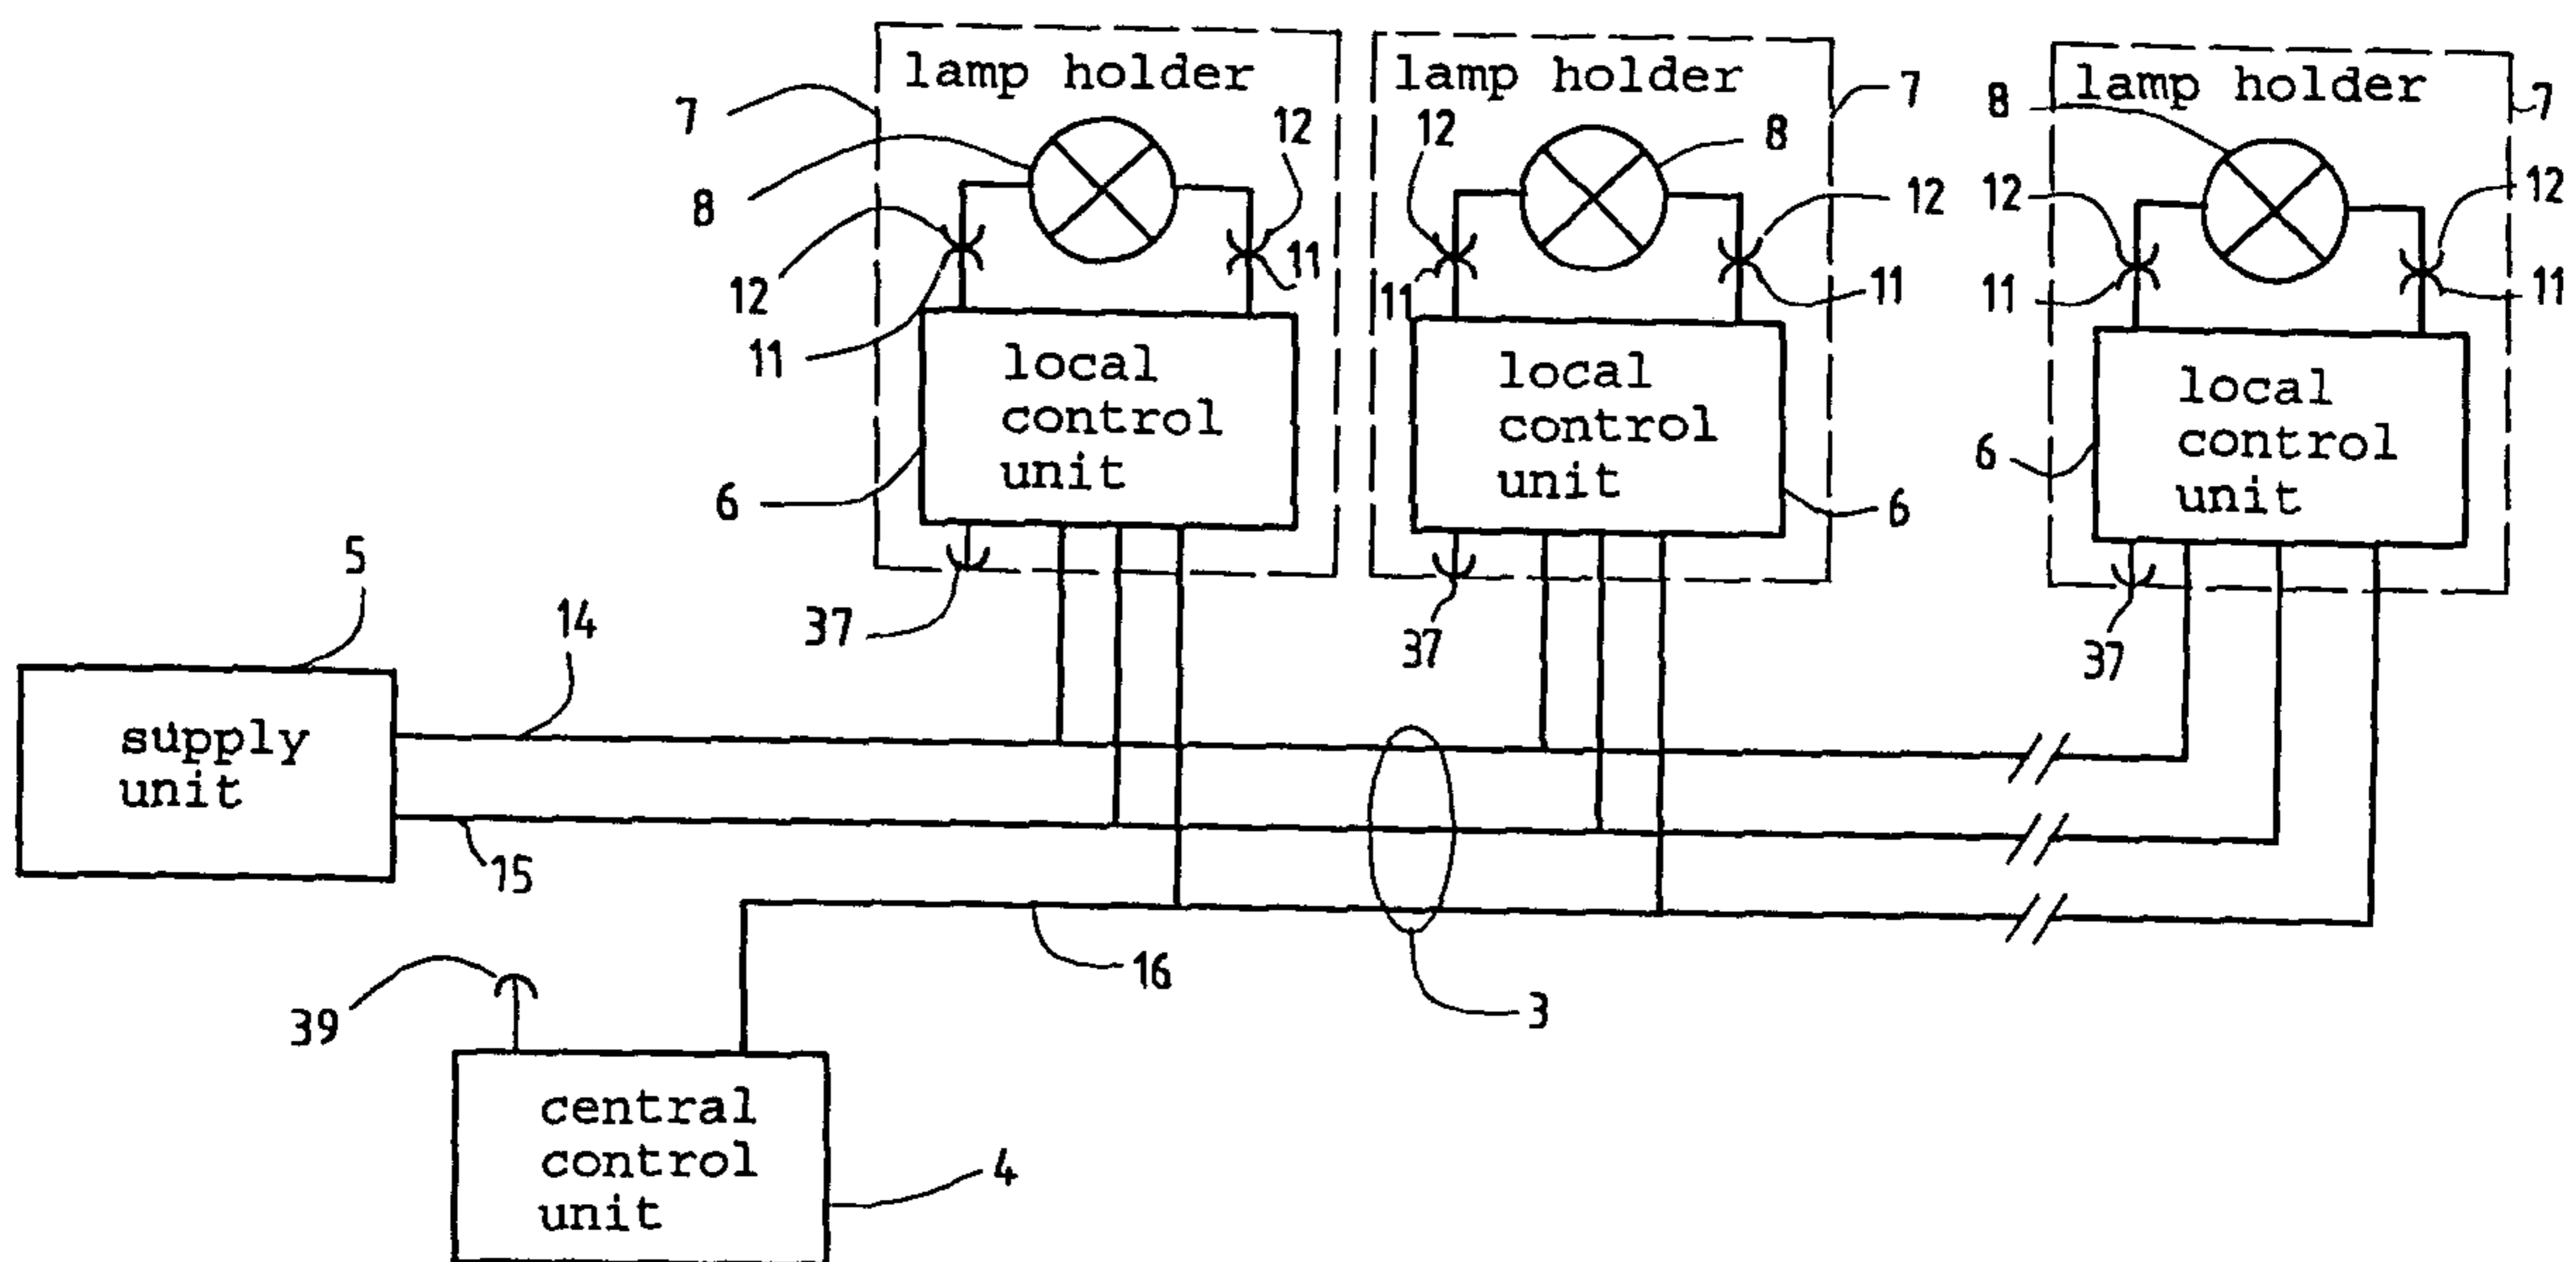 lamp holder
lamp holder
lamp holder
7
8
12
12
11
11
12
8
7
12
11
11
8
7
12
12
11
11
local
control
unit
local
control
unit
local
control
unit
6
6
6
37
37
37
5
14
supply
unit
15
16
3
39
central
control
unit
4